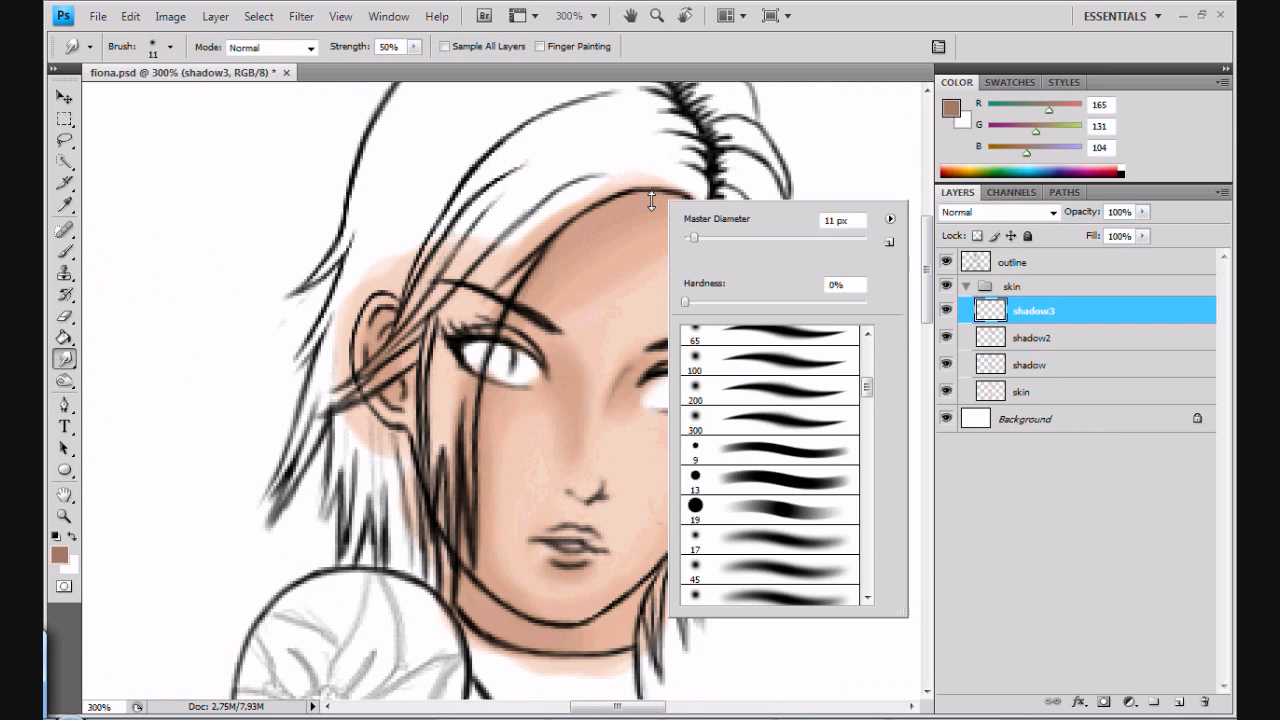 Ps File Edit Image Layer Select Filter View Window Help Br 300% ESSENTIALS
Brush: 11 Mode: Normal Strength: 50% Sample All Layers Finger Painting
fiona.psd @ 300% (shadow3, RGB/8) *
COLOR SWATCHES STYLES
R 165
G 131
B 104
LAYERS CHANNELS PATHS
Normal Opacity: 100%
Lock: Fill: 100%
outline
skin
shadow3
shadow2
shadow
skin
Background
Master Diameter 11 px
Hardness: 0%
65
100
200
300
9
13
19
17
45
T
300% Doc: 2,75M/7,93M